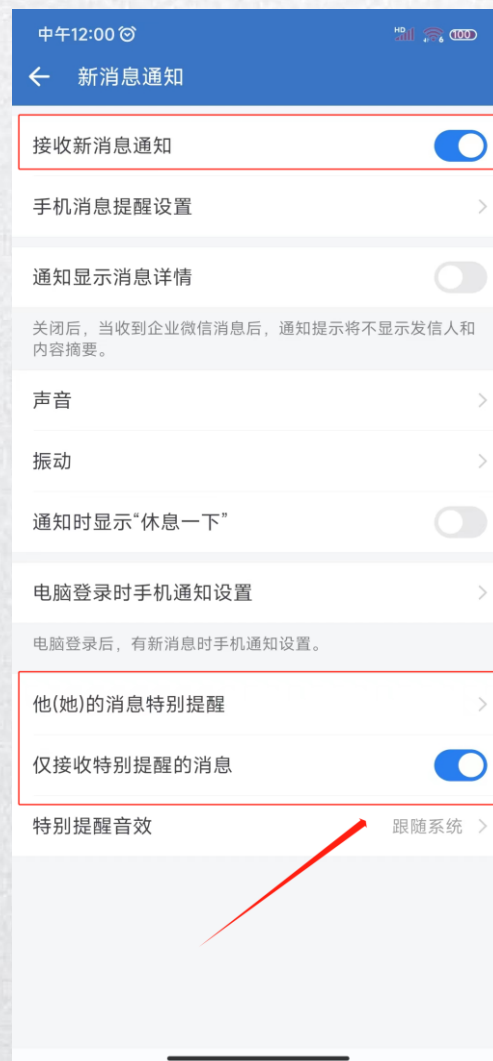 中午12:00
HD 6 100
新消息通知
接收新消息通知
手机消息提醒设置
通知显示消息详情
关闭后，当收到企业微信消息后，通知提示将不显示发信人和
内容摘要。
声音
振动
通知时显示“休息一下”
电脑登录时手机通知设置
电脑登录后，有新消息时手机通知设置。
他(她)的消息特别提醒
仅接收特别提醒的消息
特别提醒音效 跟随系统